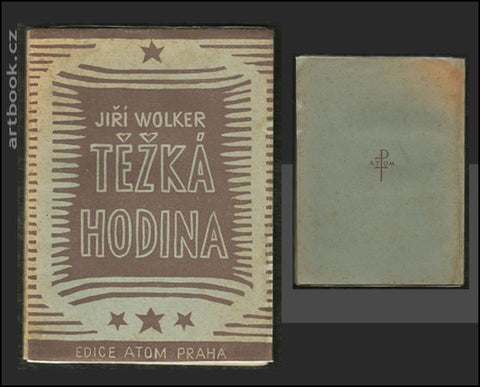 artbook.cz
JIŘÍ WOLKER
TĚŽKÁ
HODINA
EDICE ATOM PRAHA
ATOM